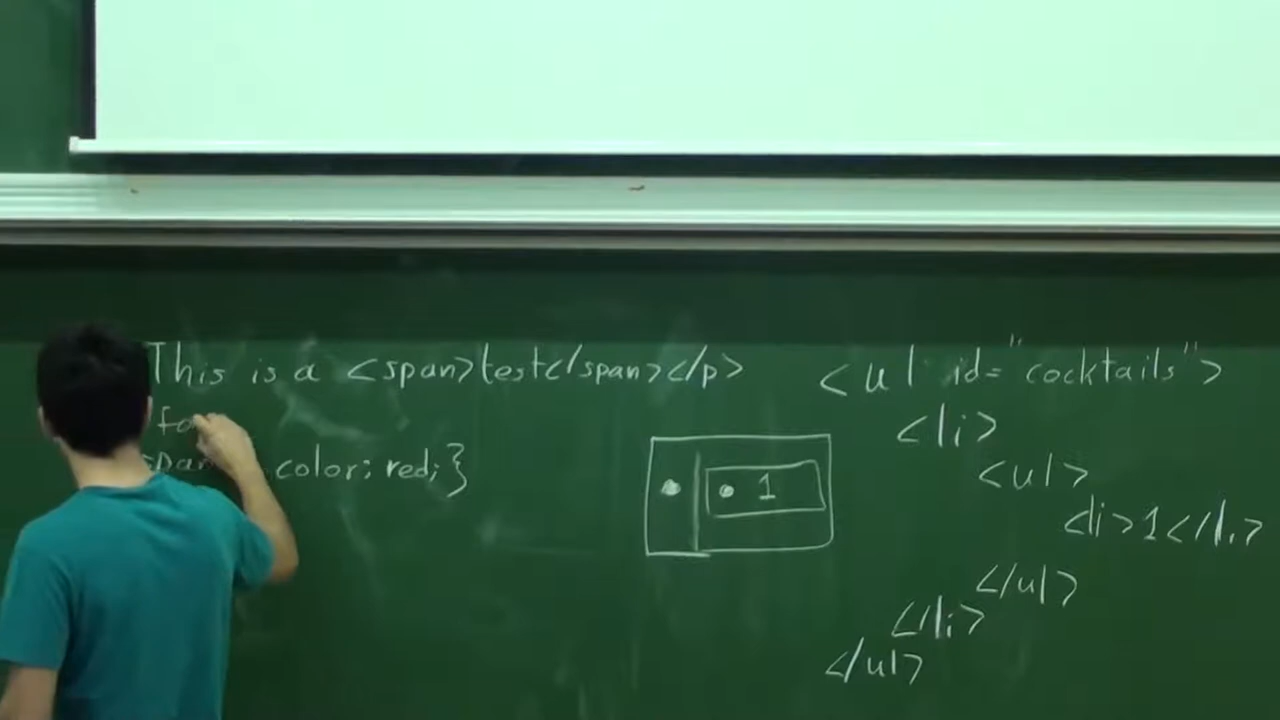 This is a <span>test</span></p>
color: red; }
1
<ul id="cocktails">
<li>
<ul>
<li>1</li>
</ul>
</li>
</ul>